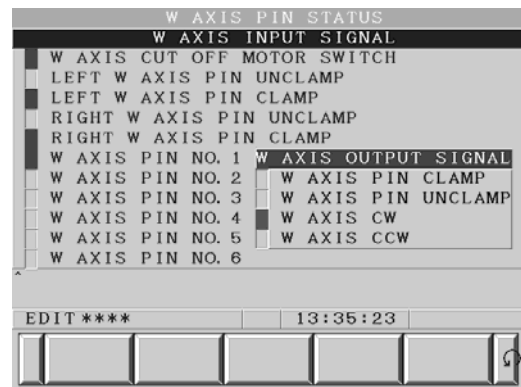 W AXIS PIN STATUS
W AXIS INPUT SIGNAL
W AXIS CUT OFF MOTOR SWITCH
LEFT W AXIS PIN UNCLAMP
LEFT W AXIS PIN CLAMP
RIGHT W AXIS PIN UNCLAMP
RIGHT W AXIS PIN CLAMP
W AXIS PIN NO. 1
W AXIS PIN NO. 2
W AXIS PIN NO. 3
W AXIS PIN NO. 4
W AXIS PIN NO. 5
W AXIS PIN NO. 6
W AXIS OUTPUT SIGNAL
W AXIS PIN CLAMP
W AXIS PIN UNCLAMP
W AXIS CW
W AXIS CCW
^
EDIT **** 13:35:23